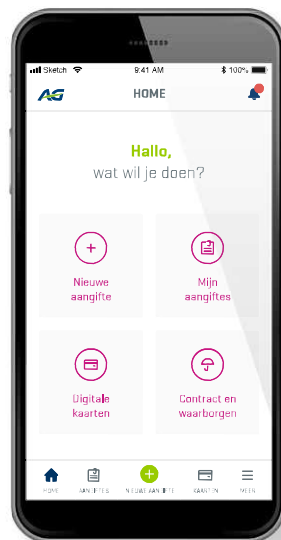 Sketch 9:41 AM 100%
AG HOME
Hallo,
wat wil je doen?
Nieuwe
aangifte
Mijn
aangiftes
Digitale
kaarten
Contract en
waarborgen
HOME AANGIFTES NIEUWE AANGIFTE KAARTEN MEER